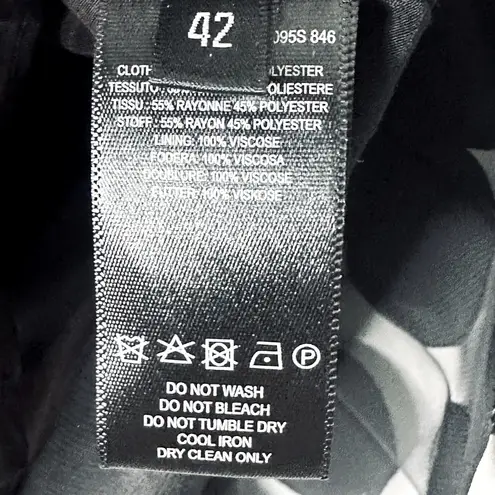 42
095S 846
CLOTH
LYESTER
TESSUTO:
OLIESTERE
TISSU: 55% RAYONNE 45% POLYESTER
STOFF: 55% RAYON 45% POLYESTER
LINING: 100% VISCOSE
FODERA: 100% VISCOSA
DOUBLURE: 100% VISCOSE
FUTTER: 100% VISKOSE
P
DO NOT WASH
DO NOT BLEACH
DO NOT TUMBLE DRY
COOL IRON
DRY CLEAN ONLY